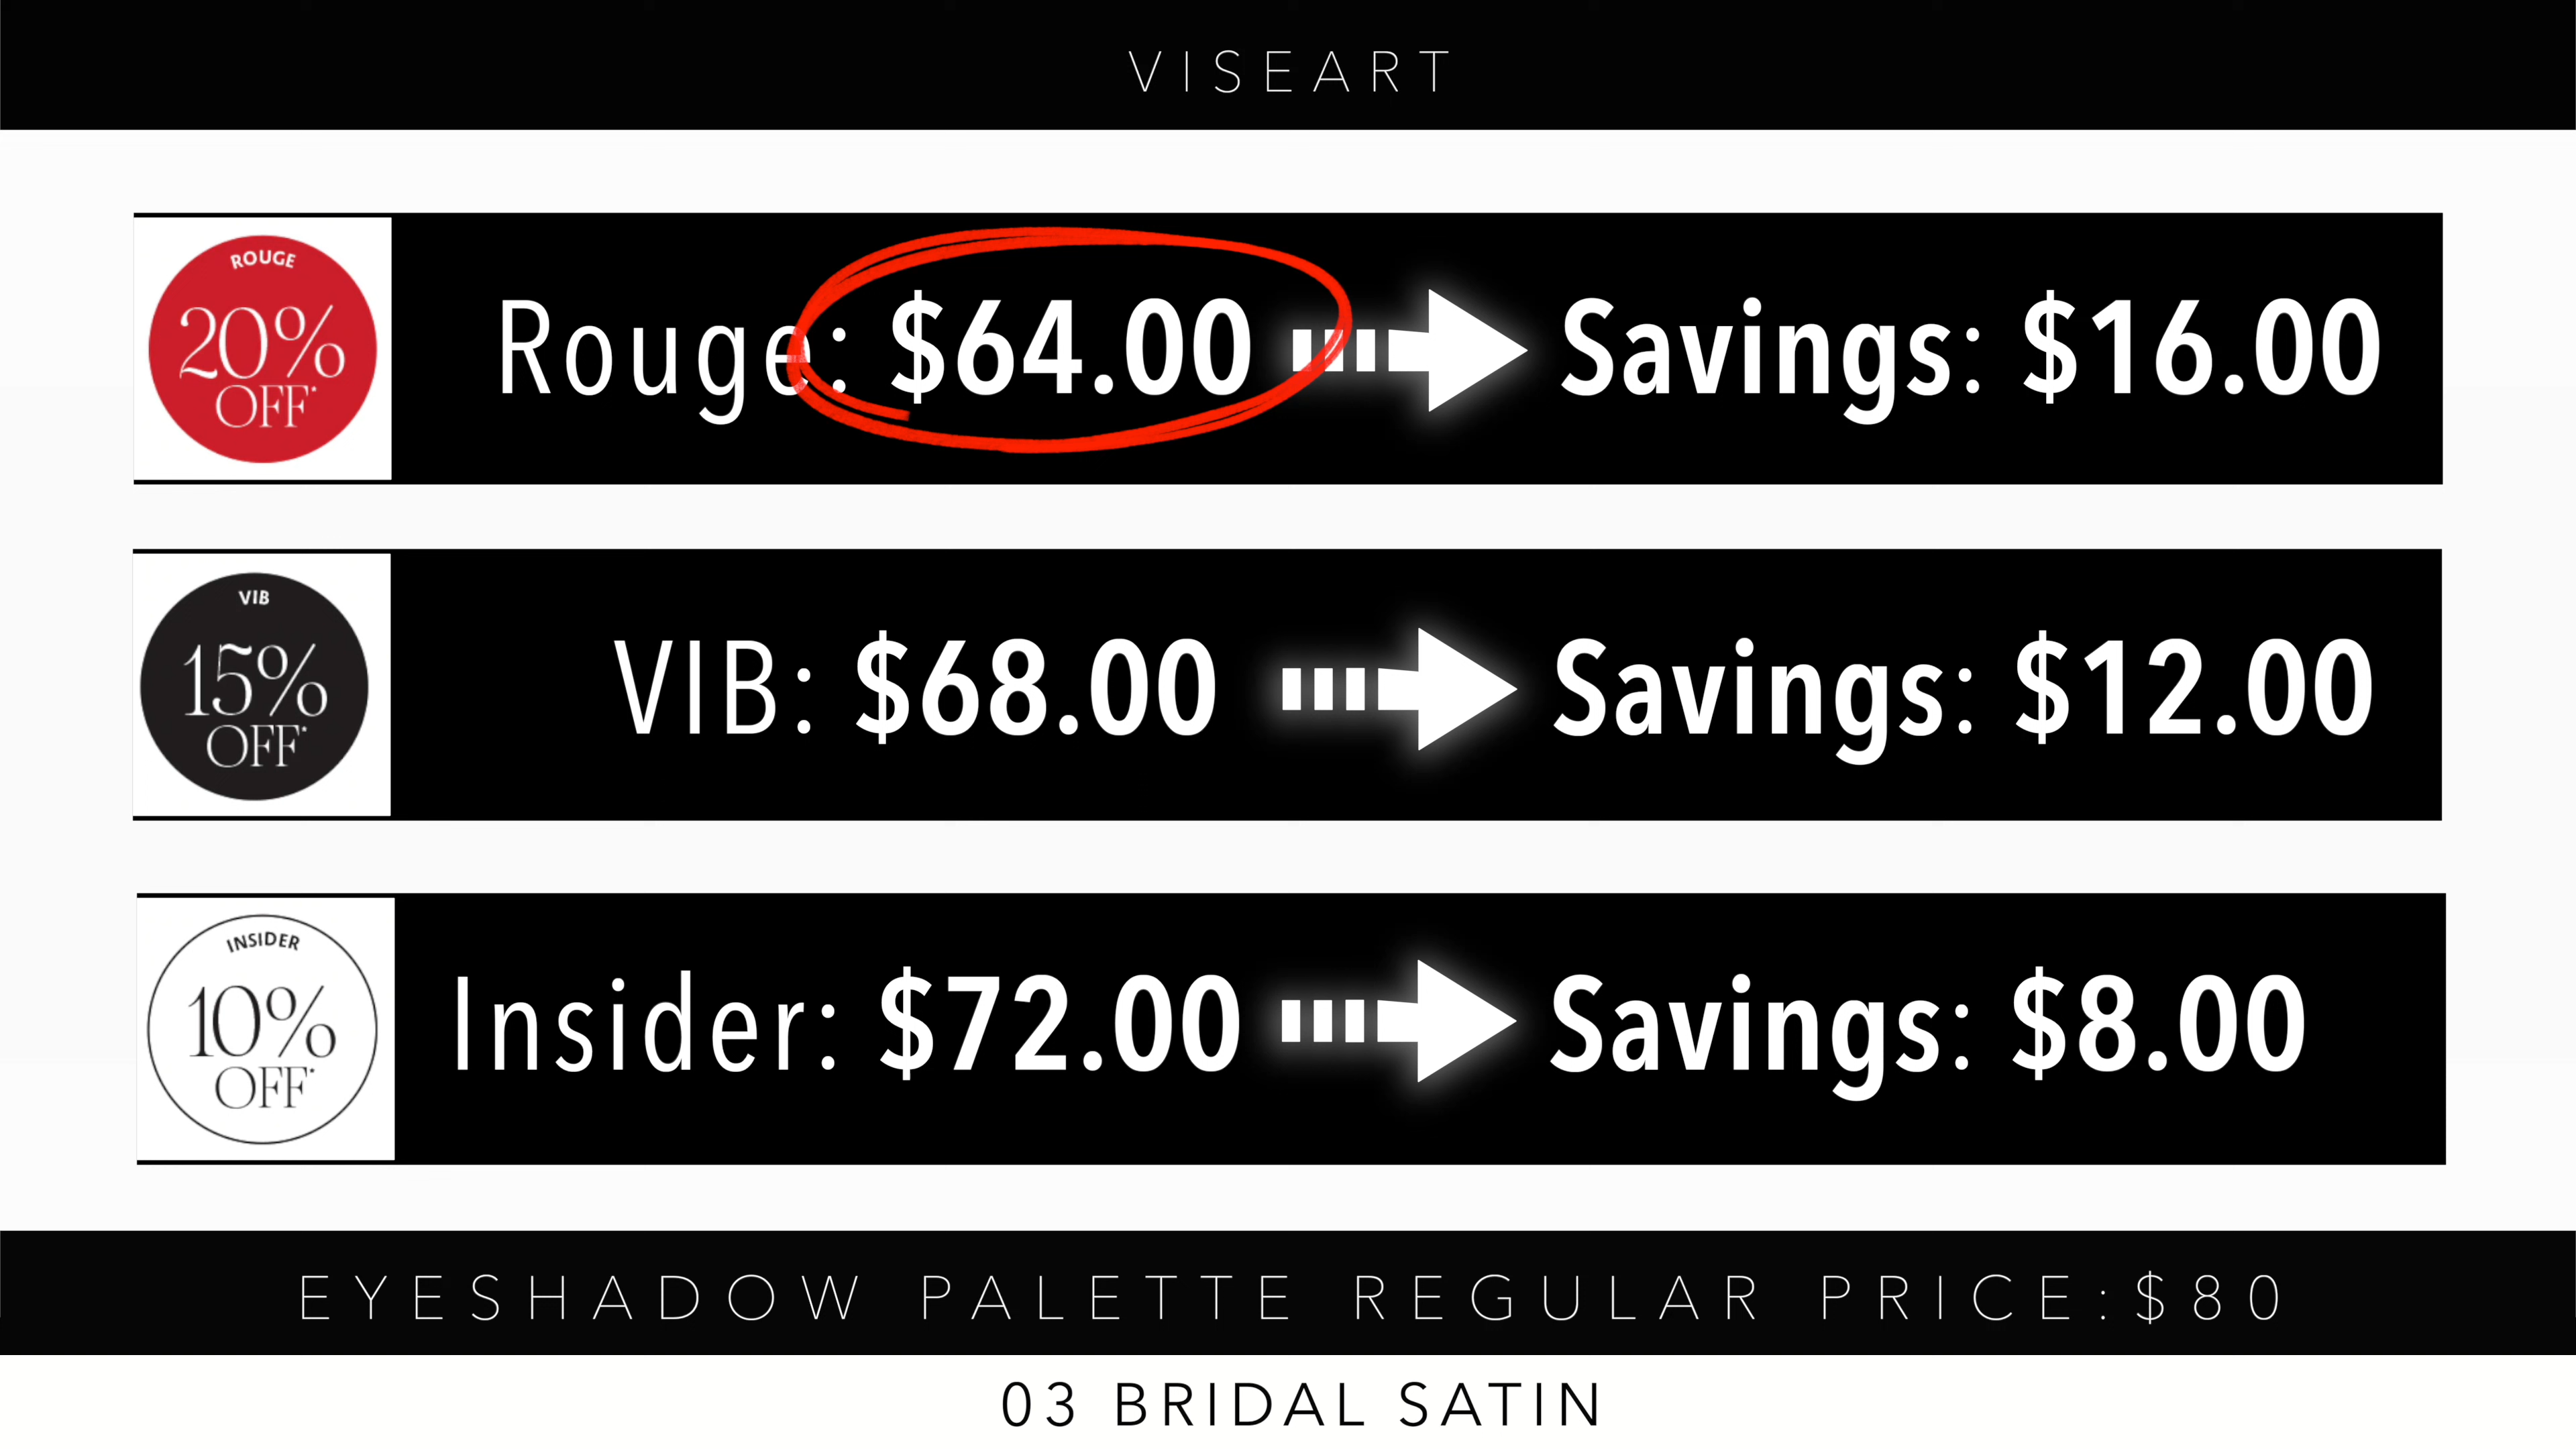 VISEART
ROUGE
20%
OFF*
Rouge: $64.00 Savings: $16.00
VIB
15%
OFF*
VIB: $68.00 Savings: $12.00
INSIDER
10%
OFF*
Insider: $72.00 Savings: $8.00
EYESHADOW PALETTE REGULAR PRICE:$80
03 BRIDAL SATIN